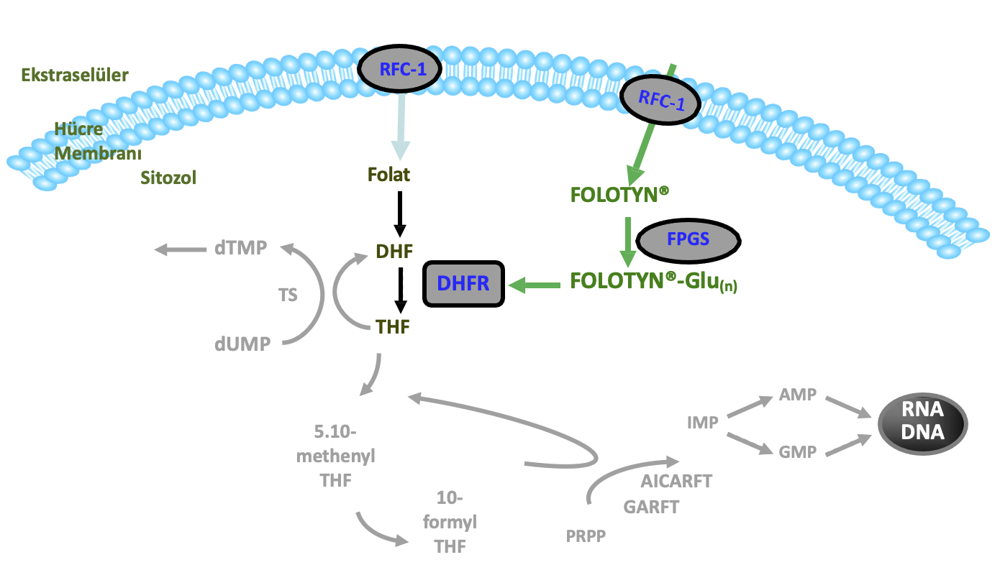 RFC-1
Ekstraselüler
RFC-1
Hücre
Membranı
Sitozol
Folat
FOLOTYN®
FPGS
dTMP
DHF
DHFR
FOLOTYN®-Glu(n)
TS
THF
dUMP
AMP
RNA
DNA
IMP
GMP
5.10-
methenyl
THF
AICARFT
GARFT
10-
formyl
THF
PRPP